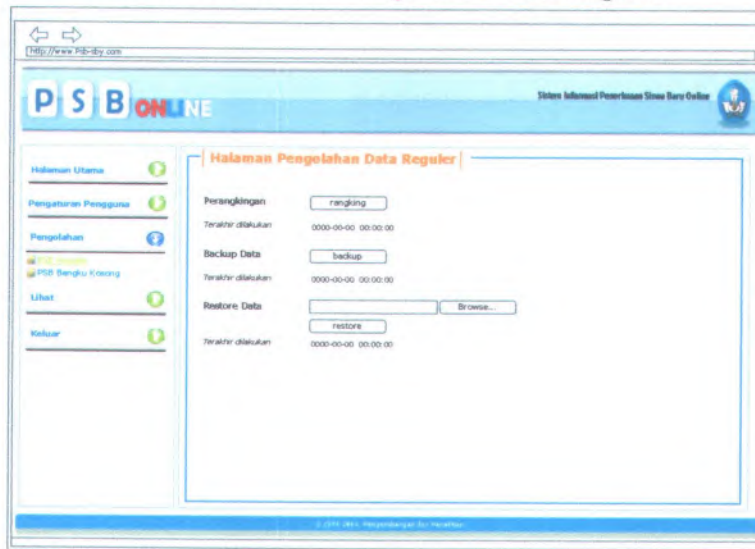 http://www.Psb-sby.com
PSB ONLINE
Sistem Informasi Penerimaan Siswa Baru Online
Halaman Utama
Pengaturan Pengguna
Pengolahan
PSB
PSB Bangku Kosong
Lihat
Keluar
Halaman Pengolahan Data Reguler
Perangkingan
rangking
Terakhir dilakukan
0000-00-00 00:00:00
Backup Data
backup
Terakhir dilakukan
0000-00-00 00:00:00
Restore Data
Browse...
restore
Terakhir dilakukan
0000-00-00 00:00:00